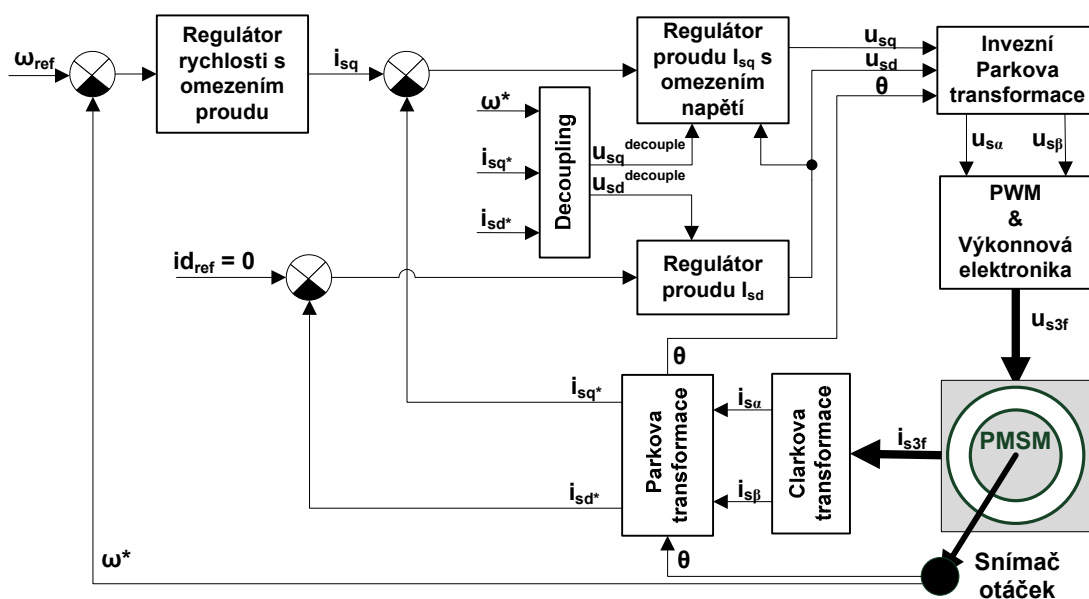 ω_ref
Regulátor
rychlosti s
omezením
proudu
i_sq
Regulátor
proudu I_sq s
omezením
napětí
u_sq
u_sd
θ
Invezní
Parkova
transformace
ω*
i_sq*
i_sd*
Decoupling
u_sq^decouple
u_sd^decouple
u_sα
u_sβ
PWM
&
Výkonnová
elektronika
id_ref = 0
Regulátor
proudu I_sd
u_s3f
θ
i_sq*
i_sd*
Parkova
transformace
i_sα
i_sβ
Clarkova
transformace
i_s3f
PMSM
ω*
θ
Snímač
otáček